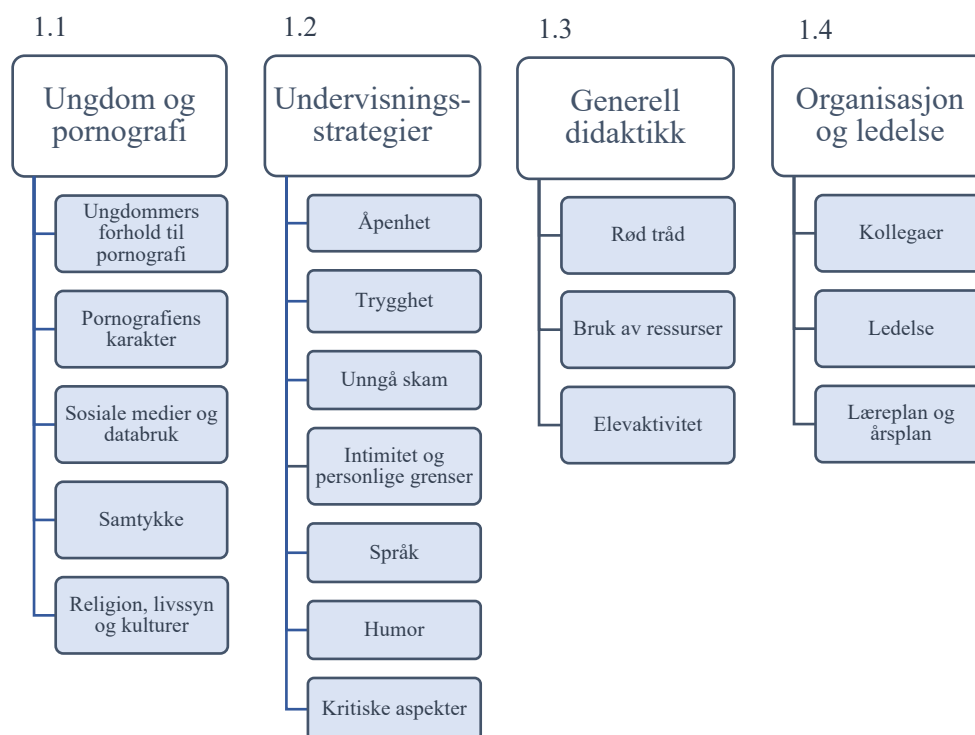 1.1
Ungdom og
pornografi
Ungdommers
forhold til
pornografi
Pornografiens
karakter
Sosiale medier og
databruk
Samtykke
Religion, livssyn
og kulturer
1.2
Undervisnings-
strategier
Åpenhet
Trygghet
Unngå skam
Intimitet og
personlige grenser
Språk
Humor
Kritiske aspekter
1.3
Generell
didaktikk
Rød tråd
Bruk av ressurser
Elevaktivitet
1.4
Organisasjon
og ledelse
Kollegaer
Ledelse
Læreplan og
årsplan